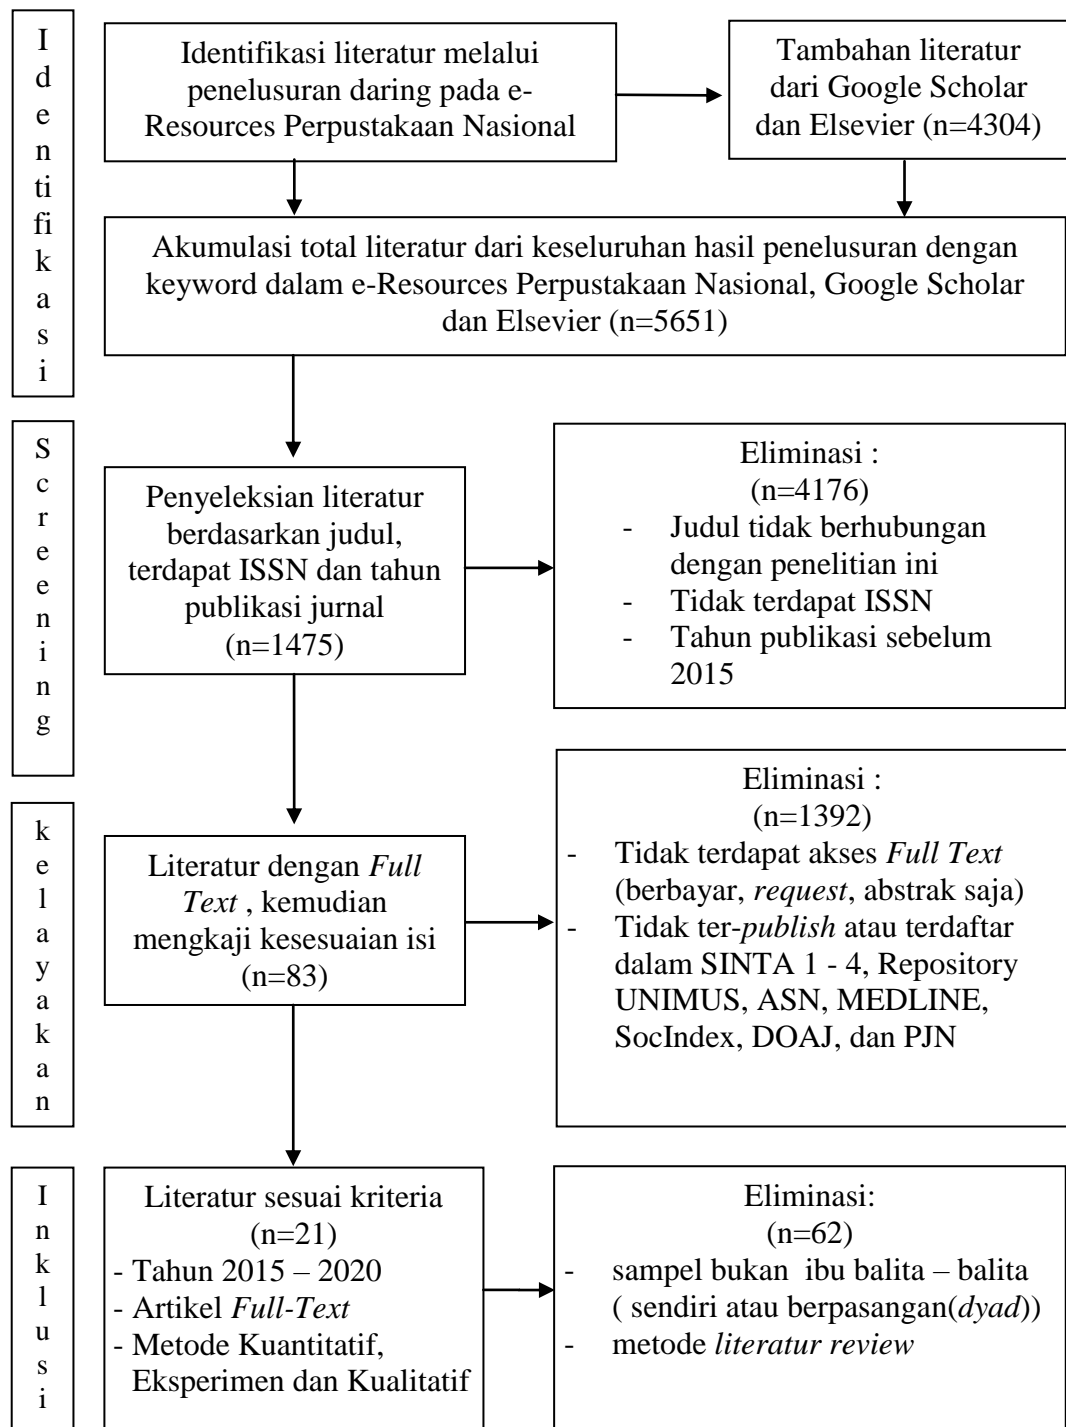 Identifikasi
Identifikasi literatur melalui
penelusuran daring pada e-
Resources Perpustakaan Nasional
Tambahan literatur
dari Google Scholar
dan Elsevier (n=4304)
Akumulasi total literatur dari keseluruhan hasil penelusuran dengan
keyword dalam e-Resources Perpustakaan Nasional, Google Scholar
dan Elsevier (n=5651)
Screening
Penyeleksian literatur
berdasarkan judul,
terdapat ISSN dan tahun
publikasi jurnal
(n=1475)
Eliminasi :
(n=4176)
- Judul tidak berhubungan
dengan penelitian ini
- Tidak terdapat ISSN
- Tahun publikasi sebelum
2015
kelayakan
Literatur dengan Full
Text , kemudian
mengkaji kesesuaian isi
(n=83)
Eliminasi :
(n=1392)
- Tidak terdapat akses Full Text
(berbayar, request, abstrak saja)
- Tidak ter-publish atau terdaftar
dalam SINTA 1 - 4, Repository
UNIMUS, ASN, MEDLINE,
SocIndex, DOAJ, dan PJN
Inklusi
Literatur sesuai kriteria
(n=21)
- Tahun 2015 – 2020
- Artikel Full-Text
- Metode Kuantitatif,
Eksperimen dan Kualitatif
Eliminasi:
(n=62)
- sampel bukan ibu balita – balita
( sendiri atau berpasangan(dyad))
- metode literatur review